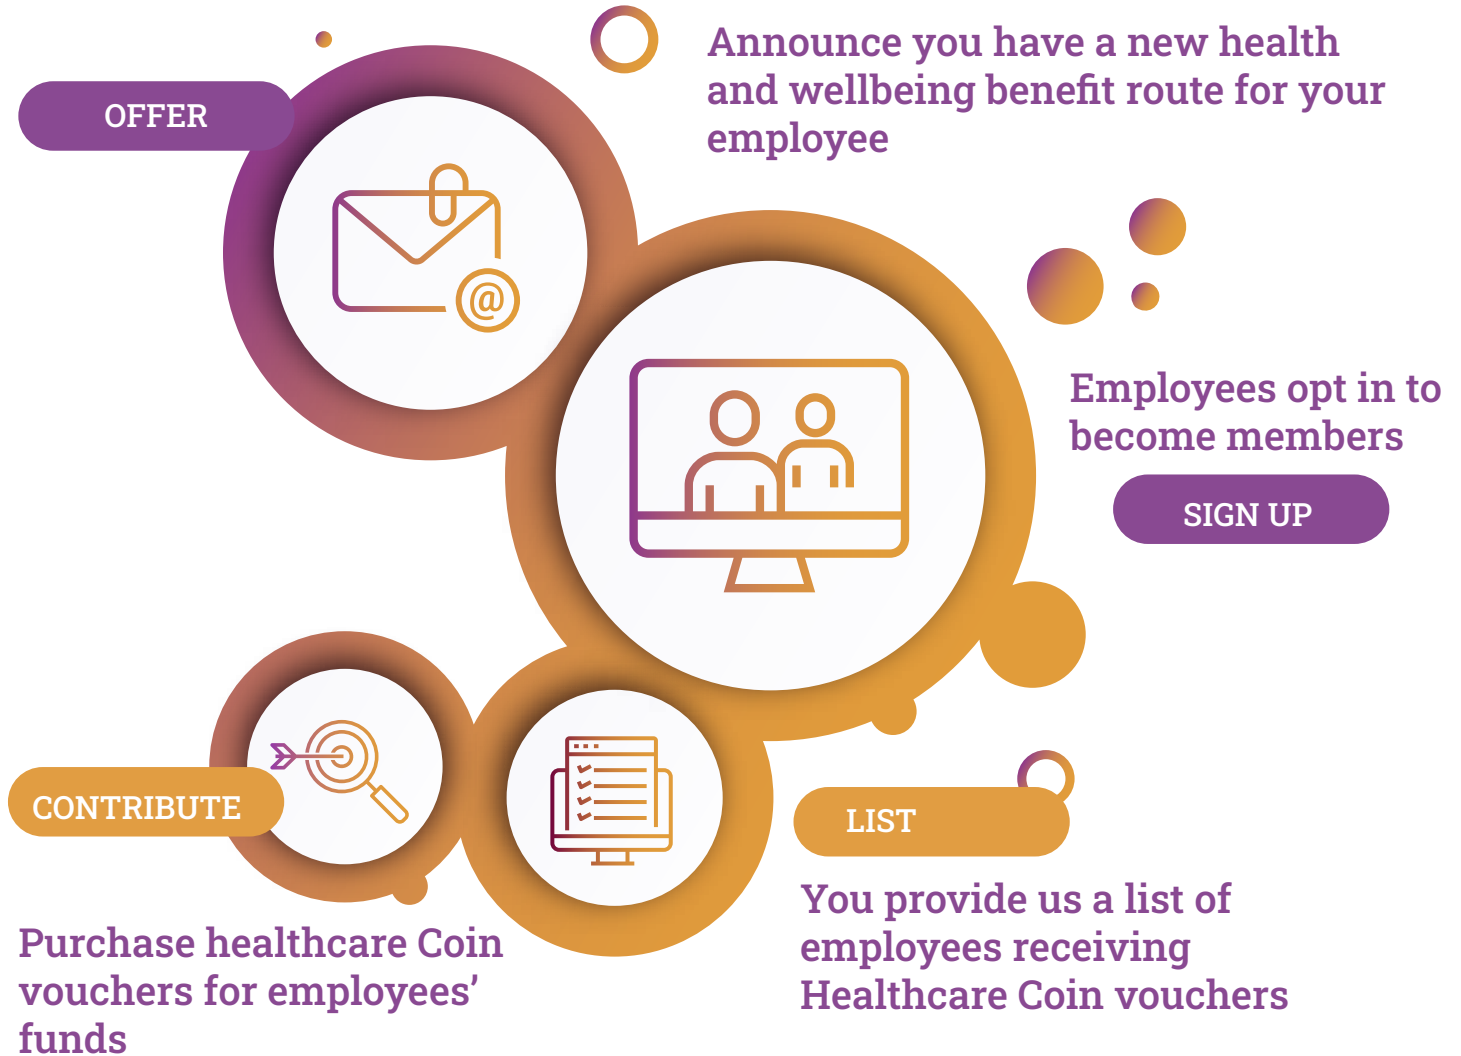 OFFER
Announce you have a new health
and wellbeing benefit route for your
employee
@
Employees opt in to
become members
SIGN UP
LIST
You provide us a list of
employees receiving
Healthcare Coin vouchers
CONTRIBUTE
Purchase healthcare Coin
vouchers for employees’
funds